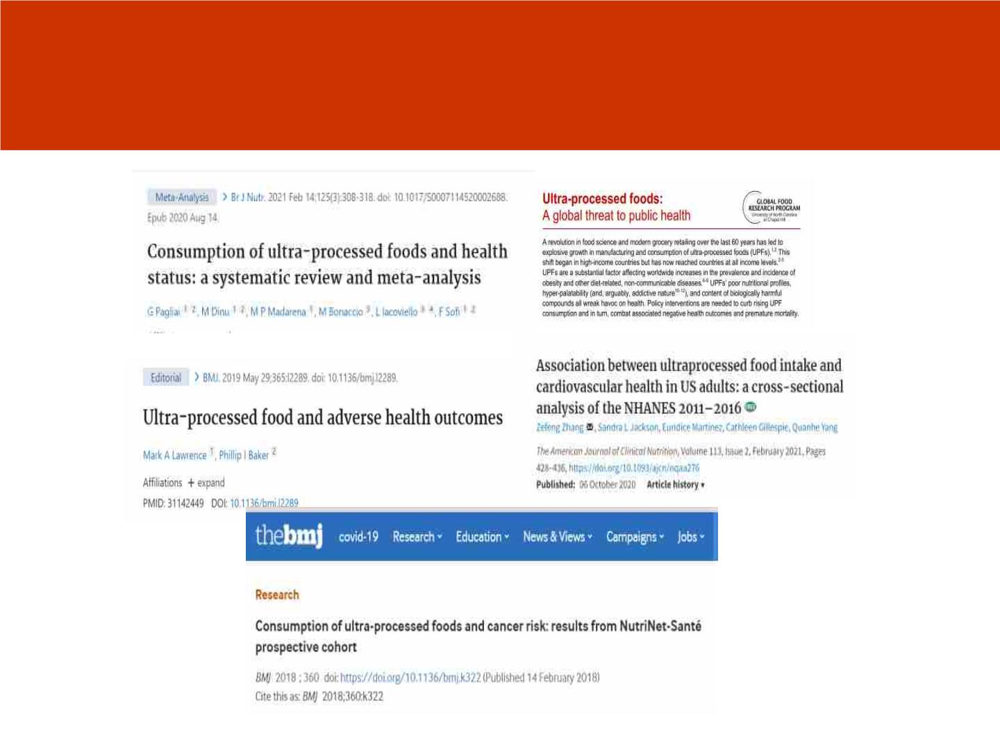 Meta-Analysis > Br J Nutr. 2021 Feb 14;125(3):308-318. doi: 10.1017/S0007114520002688.
Epub 2020 Aug 14.
Consumption of ultra-processed foods and health
status: a systematic review and meta-analysis
G Pagliai 1 2, M Dinu 1 2, M P Madarena 1, M Bonaccio 3, L Iacoviello 3 4, F Sofi 1 2
Ultra-processed foods:
A global threat to public health
GLOBAL FOOD
RESEARCH PROGRAM
University of North Carolina
at Chapel Hill
A revolution in food science and modern grocery retailing over the last 60 years has led to
explosive growth in manufacturing and consumption of ultra-processed foods (UPFs).1,2 This
shift began in high-income countries but has now reached countries at all income levels.
UPFs are a substantial factor affecting worldwide increases in the prevalence and incidence of
obesity and other diet-related, non-communicable diseases. UPFs' poor nutritional profiles,
hyper-palatability (and, arguably, addictive nature), and content of biologically harmful
compounds all wreak havoc on health. Policy interventions are needed to curb rising UPF
consumption and in turn, combat associated negative health outcomes and premature mortality.
Editorial > BMJ. 2019 May 29;365:l2289. doi: 10.1136/bmj.l2289.
Ultra-processed food and adverse health outcomes
Mark A Lawrence 1, Phillip I Baker 2
Affiliations + expand
PMID: 31142449 DOI: 10.1136/bmj.l2289
Association between ultraprocessed food intake and
cardiovascular health in US adults: a cross-sectional
analysis of the NHANES 2011–2016
Zefeng Zhang, Sandra L Jackson, Euridice Martinez, Cathleen Gillespie, Quanhe Yang
The American Journal of Clinical Nutrition, Volume 113, Issue 2, February 2021, Pages
428–436, https://doi.org/10.1093/ajcn/nqaa276
Published: 06 October 2020 Article history
thebmj covid-19 Research Education News & Views Campaigns Jobs
Research
Consumption of ultra-processed foods and cancer risk: results from NutriNet-Santé
prospective cohort
BMJ 2018 ; 360 doi: https://doi.org/10.1136/bmj.k322 (Published 14 February 2018)
Cite this as: BMJ 2018;360:k322